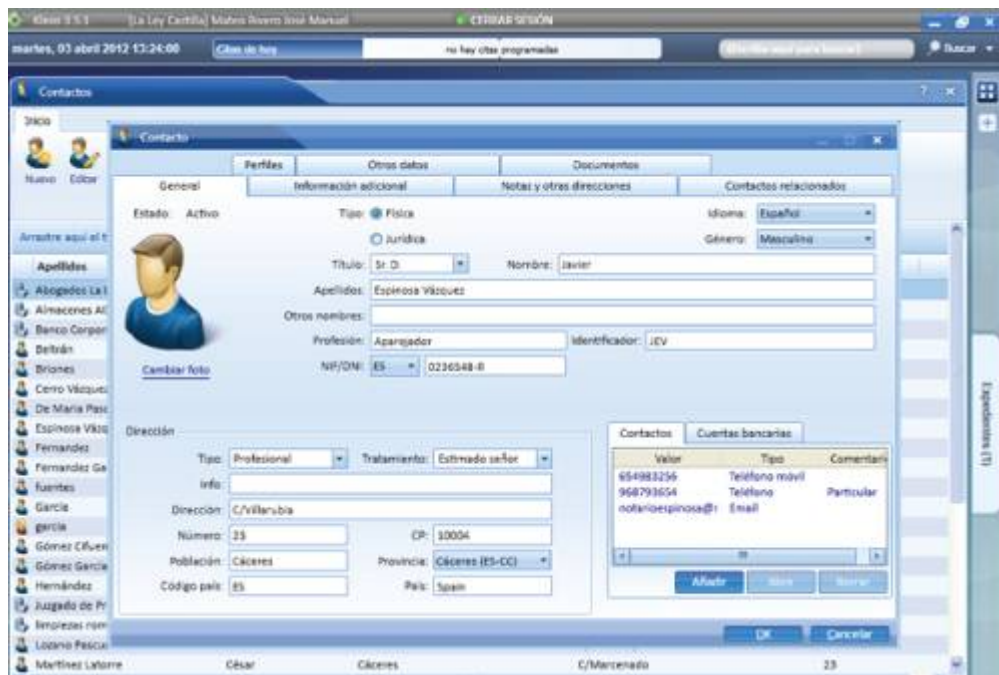 Klein 3.5.1 [La Ley Castilla] Mateo Rivero José Manuel CERRAR SESIÓN
martes, 03 abril 2012 13:24:00 Citas de hoy no hay citas programadas Buscar
Contactos
Inicio
Nuevo Editar
Contacto
Perfiles Otros datos Documentos
General Información adicional Notas y otras direcciones Contactos relacionados
Estado: Activo Tipo: Física Idioma: Español
Jurídica Género: Masculino
Título: Sr. D. Nombre: Javier
Apellidos: Espinosa Vázquez
Otros nombres:
Profesión: Aparejador Identificador: JEV
NIF/DNI: ES 0236548-R
Cambiar foto
Dirección
Tipo: Profesional Tratamiento: Estimado señor
Info:
Dirección: C/Villarubia
Número: 25 CP: 10004
Población: Cáceres Provincia: Cáceres (ES-CC)
Código país: ES País: Spain
Contactos Cuentas bancarias
Valor Tipo Comentari
654983256 Teléfono móvil
968793654 Teléfono Particular
notarioespinosa@ Email
Añadir Abrir Borrar
OK Cancelar
Arrastre aquí el t
Apellidos
Abogados La
Almacenes
Banco Corpor
Beltrán
Briones
Cerro Vázquez
De Maria Pasc
Espinosa Vázq
Fernandez
Fernandez Ga
fuentes
Garcia
garcia
Gómez Cifuen
Gómez Garcia
Hernández
Juzgado de Pr
limpiezas rom
Lozano Pascua
Martínez Latorre César Cáceres C/Marcenado 23
Expedientes (1)